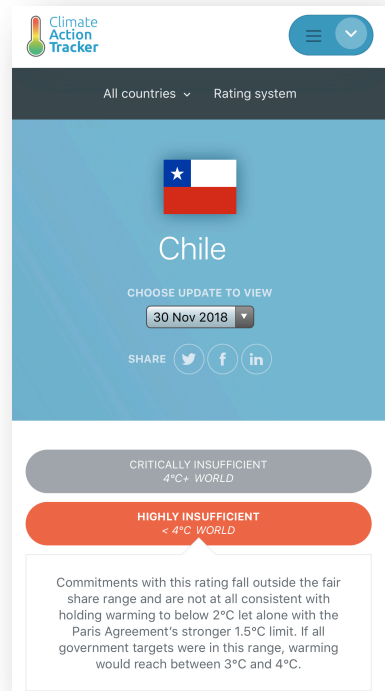 Climate
Action
Tracker
All countries Rating system
Chile
CHOOSE UPDATE TO VIEW
30 Nov 2018
SHARE f in
CRITICALLY INSUFFICIENT
4°C+ WORLD
HIGHLY INSUFFICIENT
< 4°C WORLD
Commitments with this rating fall outside the fair
share range and are not at all consistent with
holding warming to below 2°C let alone with the
Paris Agreement's stronger 1.5°C limit. If all
government targets were in this range, warming
would reach between 3°C and 4°C.